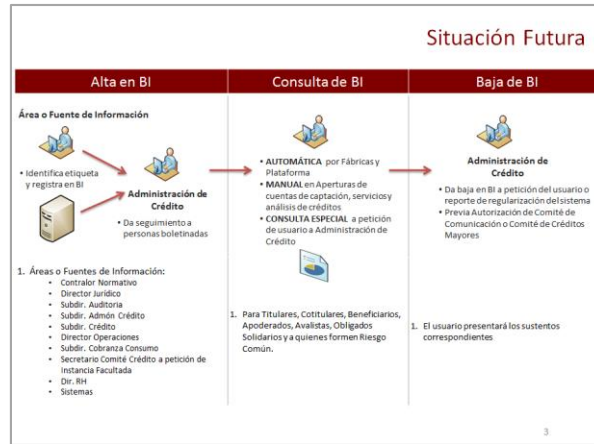 Situación Futura
Alta en BI
Consulta de BI
Baja de BI
Área o Fuente de Información
• Identifica etiqueta
y registra en BI
Administración de
Crédito
• Da seguimiento a
personas boletinadas
1. Áreas o Fuentes de Información:
• Contralor Normativo
• Director Jurídico
• Subdir. Auditoria
• Subdir. Admón Crédito
• Subdir. Crédito
• Director Operaciones
• Subdir. Cobranza Consumo
• Secretario Comité Crédito a petición de
Instancia Facultada
• Dir. RH
• Sistemas
• AUTOMÁTICA por Fábricas y
Plataforma
• MANUAL en Aperturas de
cuentas de captación, servicios y
análisis de créditos
• CONSULTA ESPECIAL a petición
de usuario a Administración de
Crédito
1. Para Titulares, Cotitulares, Beneficiarios,
Apoderados, Avalistas, Obligados
Solidarios y a quienes formen Riesgo
Común.
Administración de
Crédito
• Da baja en BI a petición del usuario o
reporte de regularización del sistema
• Previa Autorización de Comité de
Comunicación o Comité de Créditos
Mayores
1. El usuario presentará los sustentos
correspondientes
3